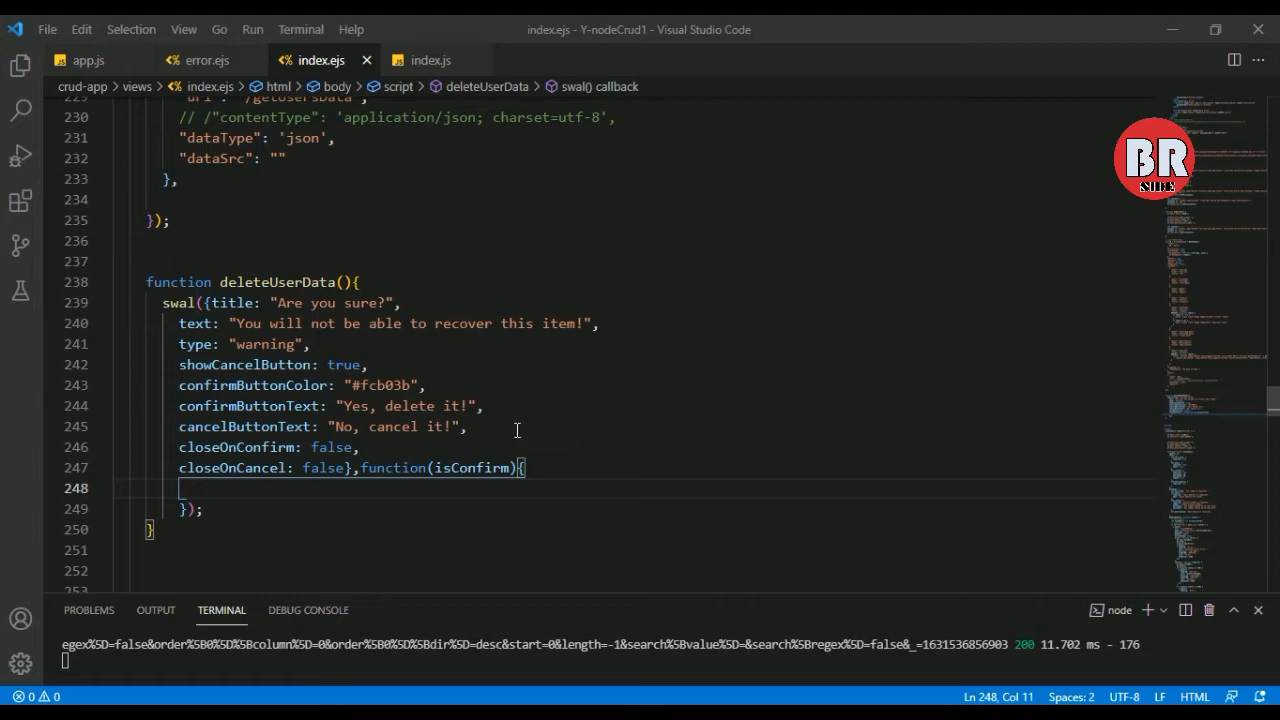 File Edit Selection View Go Run Terminal Help index.ejs - Y-nodeCrud1 - Visual Studio Code
app.js error.ejs index.ejs index.js
crud-app > views > index.ejs > html > body > script > deleteUserData > swal() callback
BR
SIDE
229 "url": "/getUsersData",
230 // /"contentType": 'application/json; charset=utf-8',
231 "dataType": 'json',
232 "dataSrc": ""
233 },
234
235 });
236
237
238 function deleteUserData(){
239 swal({title: "Are you sure?",
240 text: "You will not be able to recover this item!",
241 type: "warning",
242 showCancelButton: true,
243 confirmButtonColor: "#fcb03b",
244 confirmButtonText: "Yes, delete it!",
245 cancelButtonText: "No, cancel it!",
246 closeOnConfirm: false,
247 closeOnCancel: false},function(isConfirm){
248
249 });
250 }
251
252
253
PROBLEMS OUTPUT TERMINAL DEBUG CONSOLE node
egex%5D=false&order%5B0%5D%5Bcolumn%5D=0&order%5B0%5D%5Bdir%5D=desc&start=0&length=-1&search%5Bvalue%5D=&search%5Bregex%5D=false&_=1631536856903 200 11.702 ms - 176
0 0 Ln 248, Col 11 Spaces: 2 UTF-8 LF HTML